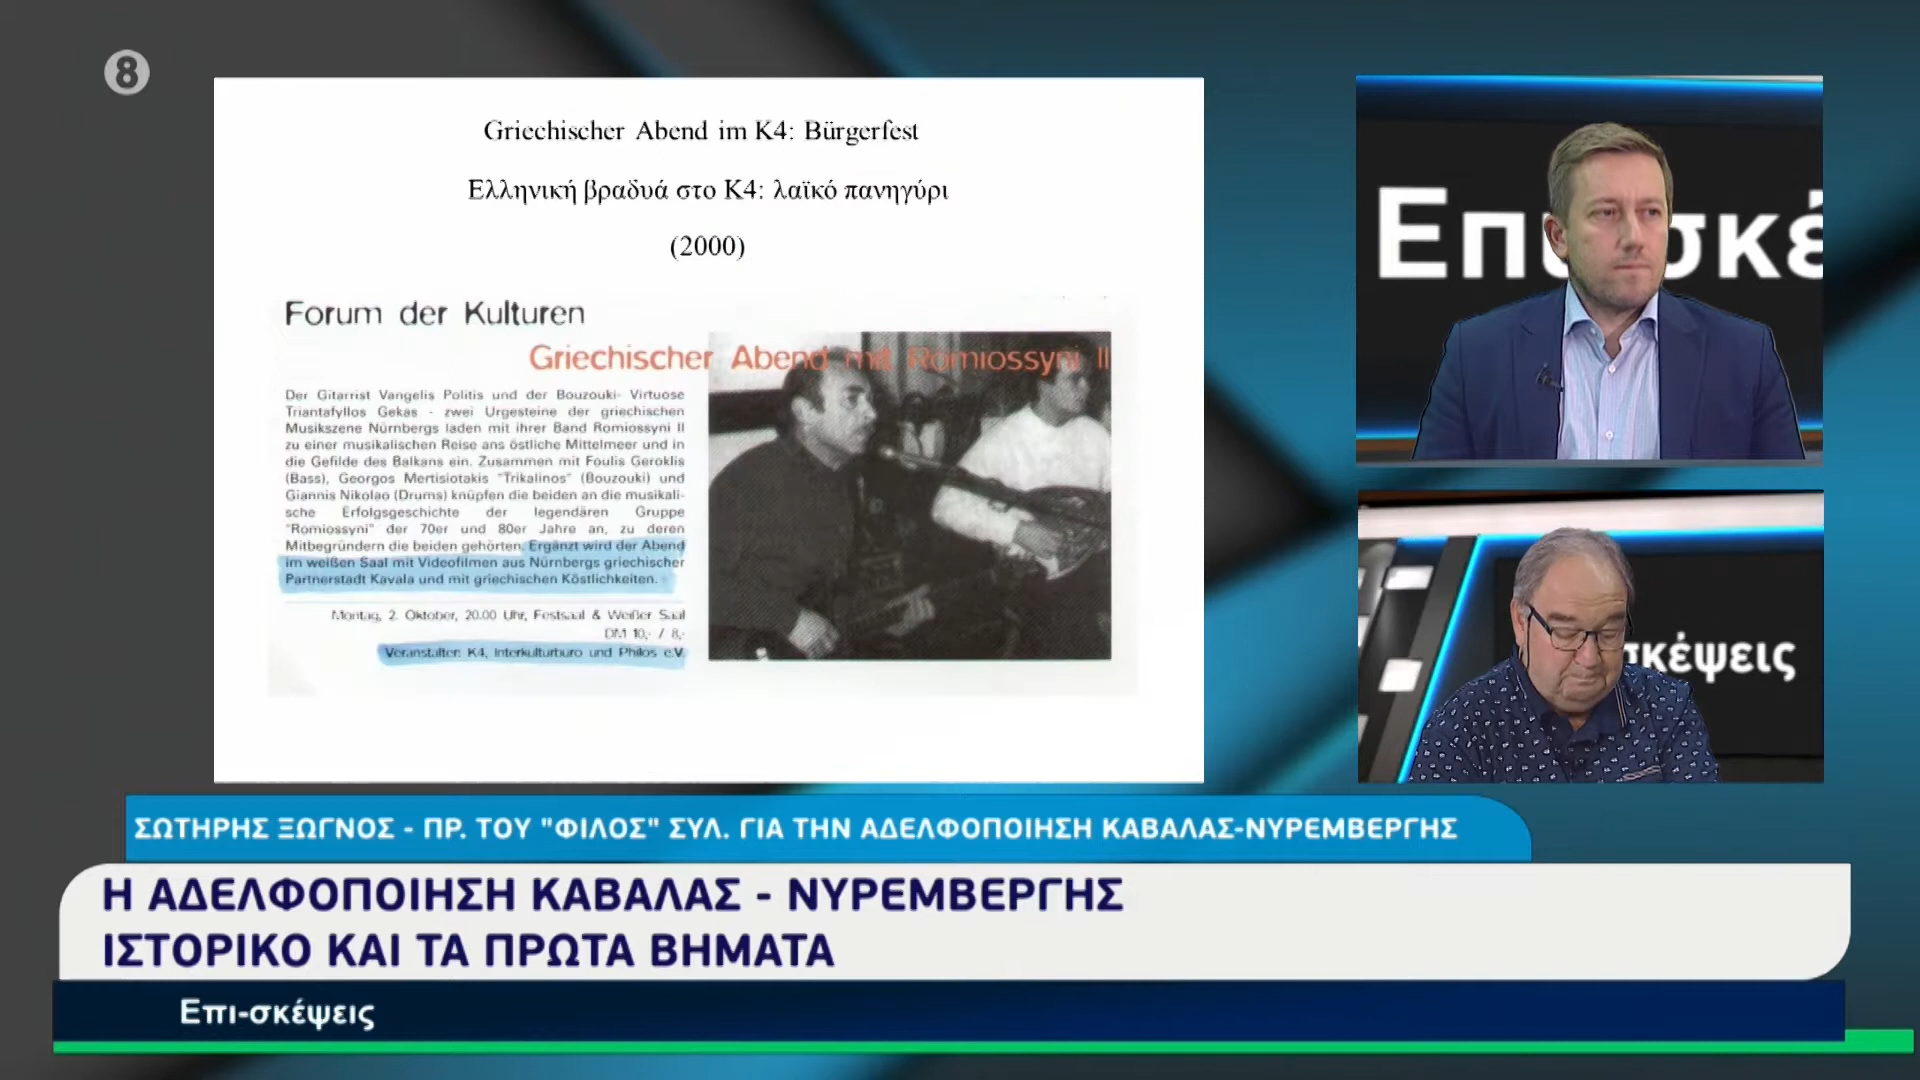 8
Griechischer Abend im K4: Bürgerfest
Ελληνική βραδυά στο Κ4: λαϊκό πανηγύρι
(2000)
Forum der Kulturen
Griechischer Abend mit Romiossyni II
Der Gitarrist Vangelis Politis und der Bouzouki- Virtuose
Triantafyllos Gekas - zwei Urgesteine der griechischen
Musikszene Nürnbergs laden mit ihrer Band Romiossyni II
zu einer musikalischen Reise ans östliche Mittelmeer und in
die Gefilde des Balkans ein. Zusammen mit Foulis Geroklis
(Bass), Georgos Mertisiotakis "Trikalinos" (Bouzouki) und
Giannis Nikolao (Drums) knüpfen die beiden an die musikali-
sche Erfolgsgeschichte der legendären Gruppe
"Romiossyni" der 70er und 80er Jahre an, zu deren
Mitbegründern die beiden gehörten. Ergänzt wird der Abend
im weißen Saal mit Videofilmen aus Nürnbergs griechischer
Partnerstadt Kavala und mit griechischen Köstlichkeiten.
Montag, 2. Oktober, 20.00 Uhr, Festsaal & Weißer Saal
DM 10,- / 8,-
Veranstalter: K4, Interkulturbüro und Philos e.V.
Επι-σκέ
σκέψεις
ΣΩΤΗΡΗΣ ΞΩΓΝΟΣ - ΠΡ. ΤΟΥ "ΦΙΛΟΣ" ΣΥΛ. ΓΙΑ ΤΗΝ ΑΔΕΛΦΟΠΟΙΗΣΗ ΚΑΒΑΛΑΣ-ΝΥΡΕΜΒΕΡΓΗΣ
Η ΑΔΕΛΦΟΠΟΙΗΣΗ ΚΑΒΑΛΑΣ - ΝΥΡΕΜΒΕΡΓΗΣ
ΙΣΤΟΡΙΚΟ ΚΑΙ ΤΑ ΠΡΩΤΑ ΒΗΜΑΤΑ
Επι-σκέψεις